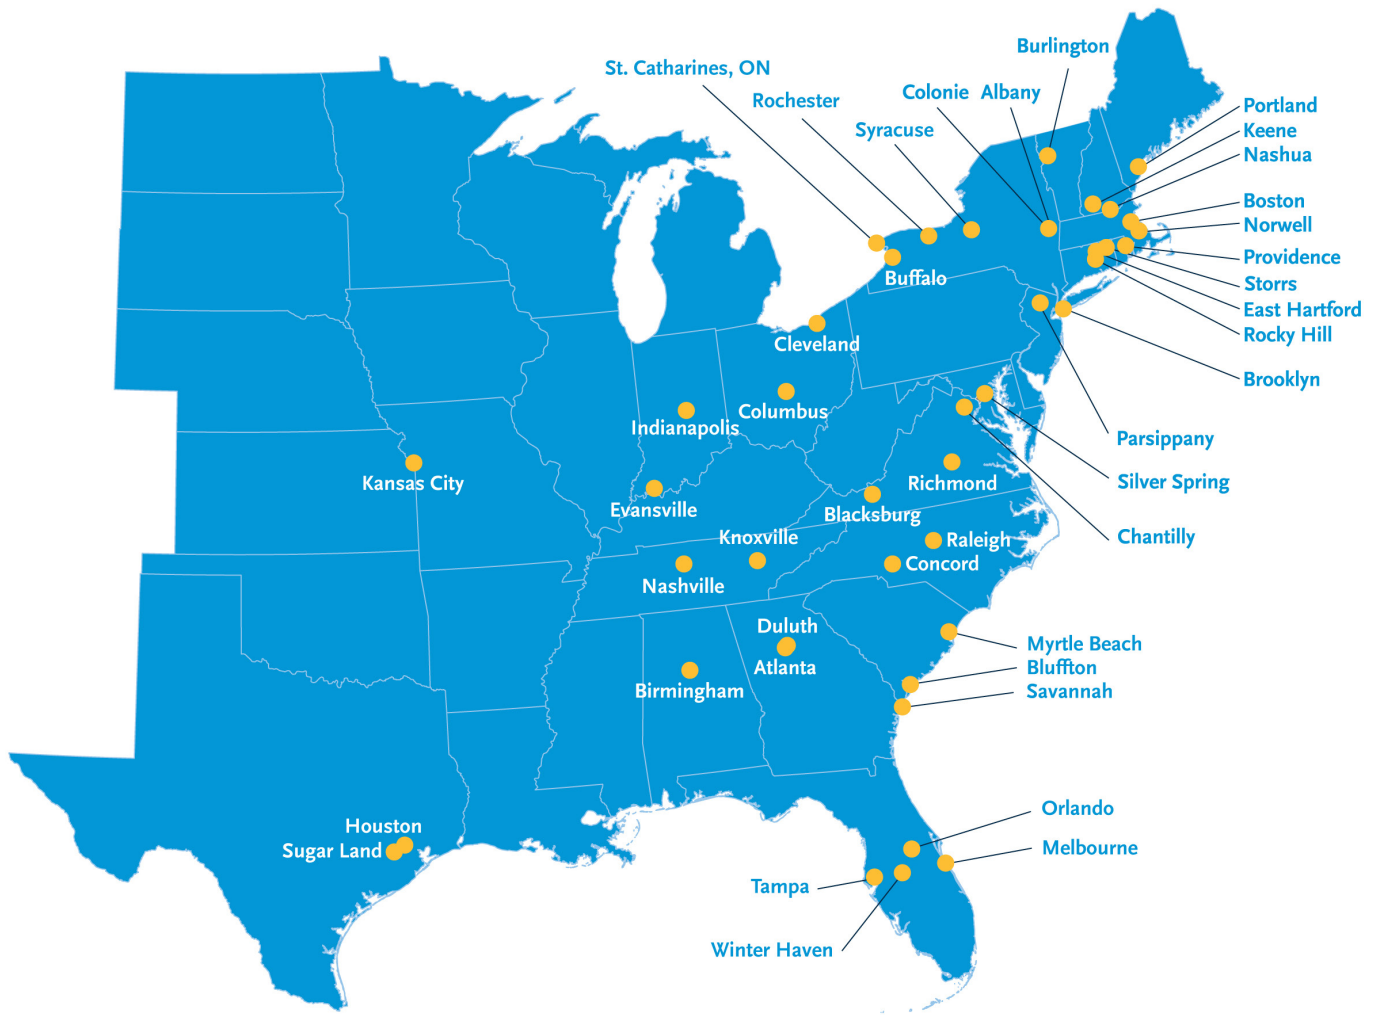 Burlington
St. Catharines, ON
Rochester
Colonie
Albany
Syracuse
Portland
Keene
Nashua
Boston
Norwell
Providence
Storrs
East Hartford
Rocky Hill
Brooklyn
Buffalo
Cleveland
Columbus
Indianapolis
Parsippany
Kansas City
Richmond
Silver Spring
Evansville
Blacksburg
Chantilly
Knoxville
Raleigh
Concord
Nashville
Duluth
Atlanta
Myrtle Beach
Bluffton
Savannah
Birmingham
Orlando
Houston
Sugar Land
Melbourne
Tampa
Winter Haven